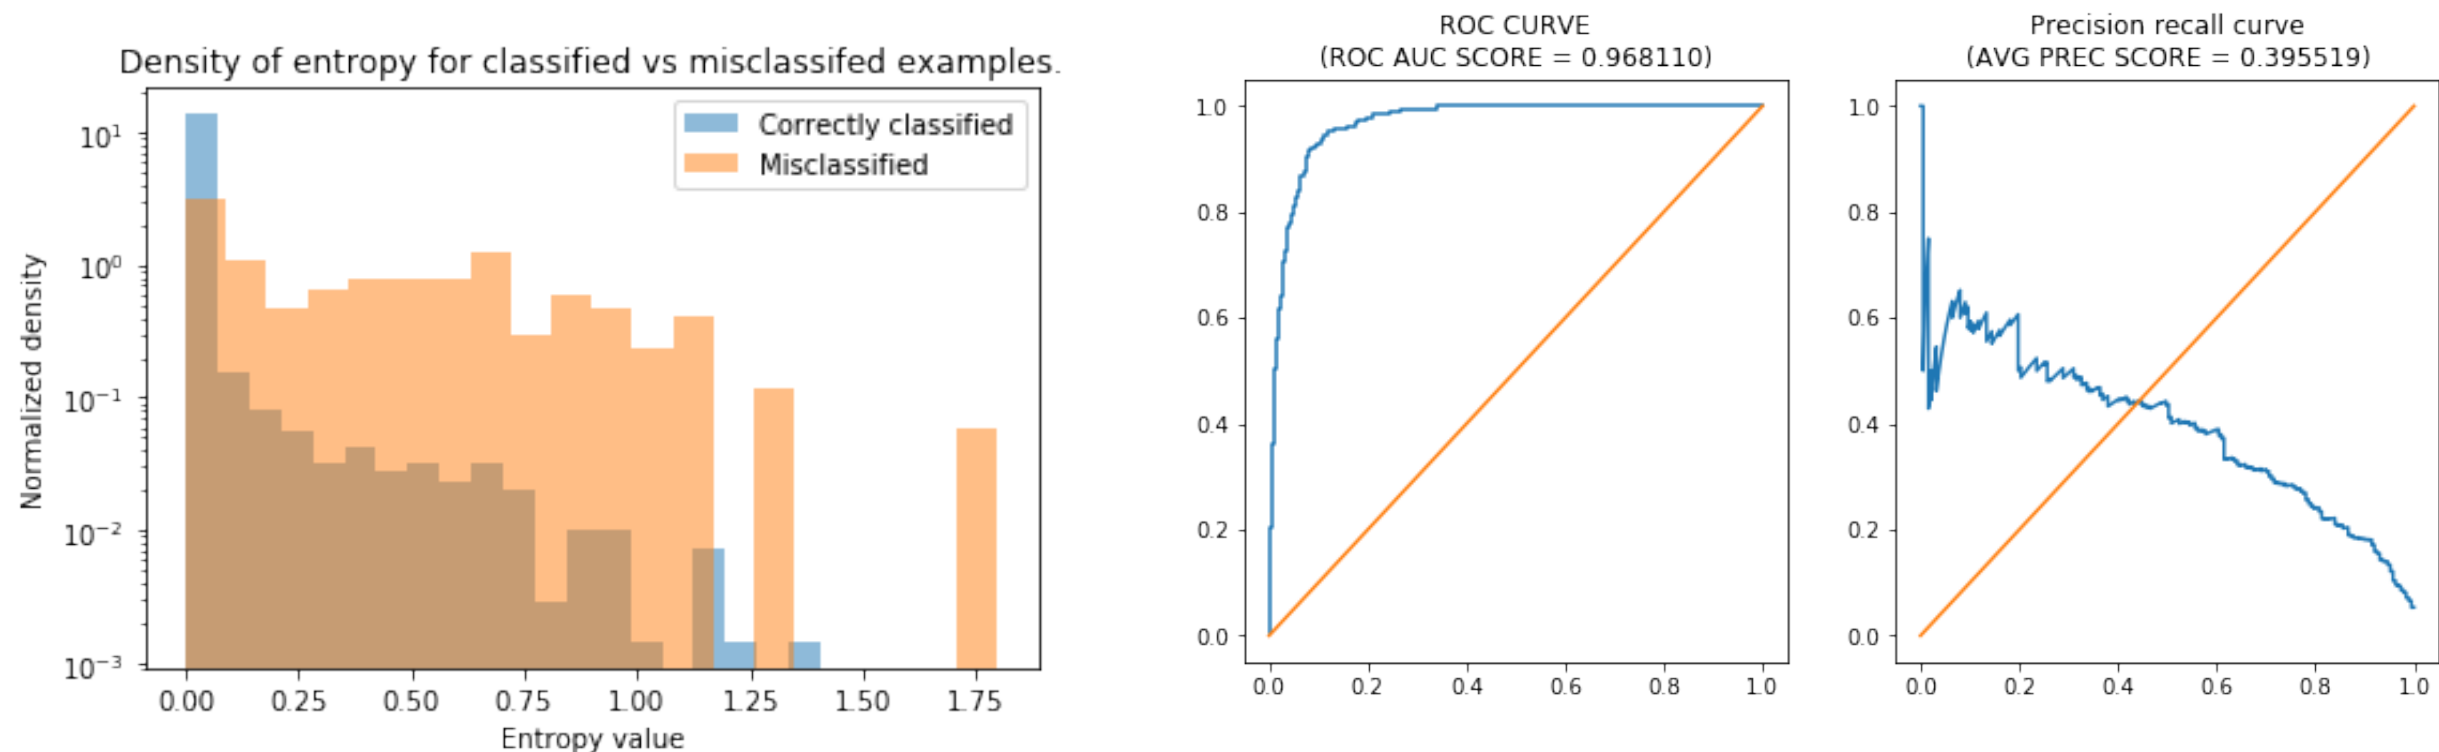 Density of entropy for classified vs misclassifed examples.
Correctly classified
Misclassified
Normalized density
10¹
10⁰
10⁻¹
10⁻²
10⁻³
0.00 0.25 0.50 0.75 1.00 1.25 1.50 1.75
Entropy value
ROC CURVE
(ROC AUC SCORE = 0.968110)
1.0
0.8
0.6
0.4
0.2
0.0
0.0 0.2 0.4 0.6 0.8 1.0
Precision recall curve
(AVG PREC SCORE = 0.395519)
1.0
0.8
0.6
0.4
0.2
0.0
0.0 0.2 0.4 0.6 0.8 1.0